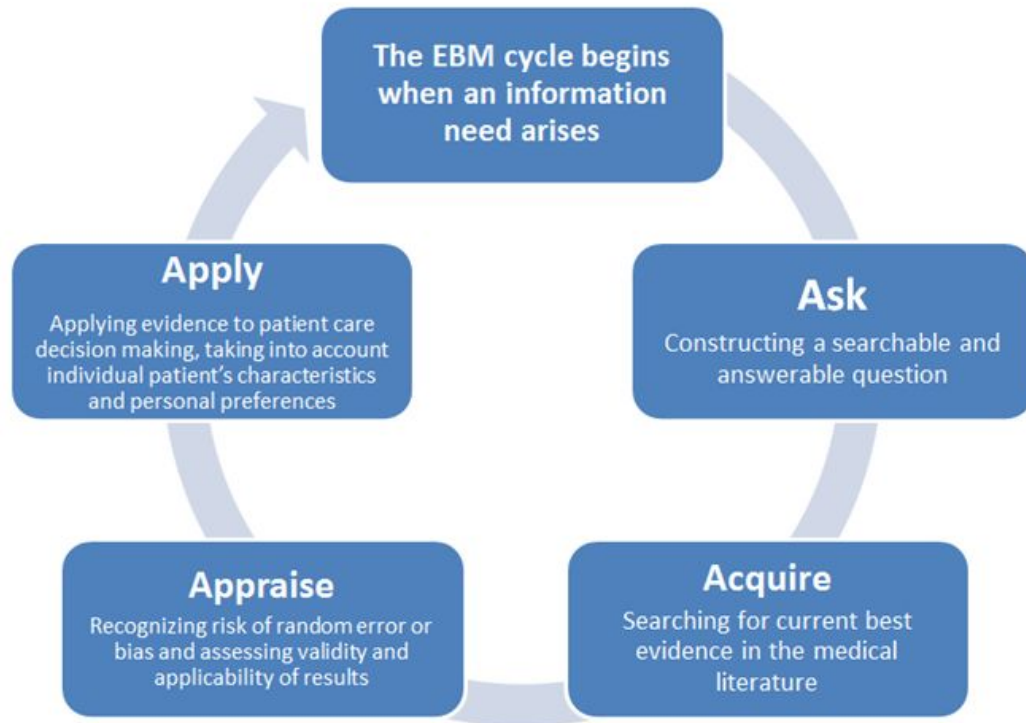 The EBM cycle begins
when an information
need arises
Ask
Constructing a searchable and
answerable question
Acquire
Searching for current best
evidence in the medical
literature
Appraise
Recognizing risk of random error or
bias and assessing validity and
applicability of results
Apply
Applying evidence to patient care
decision making, taking into account
individual patient’s characteristics
and personal preferences